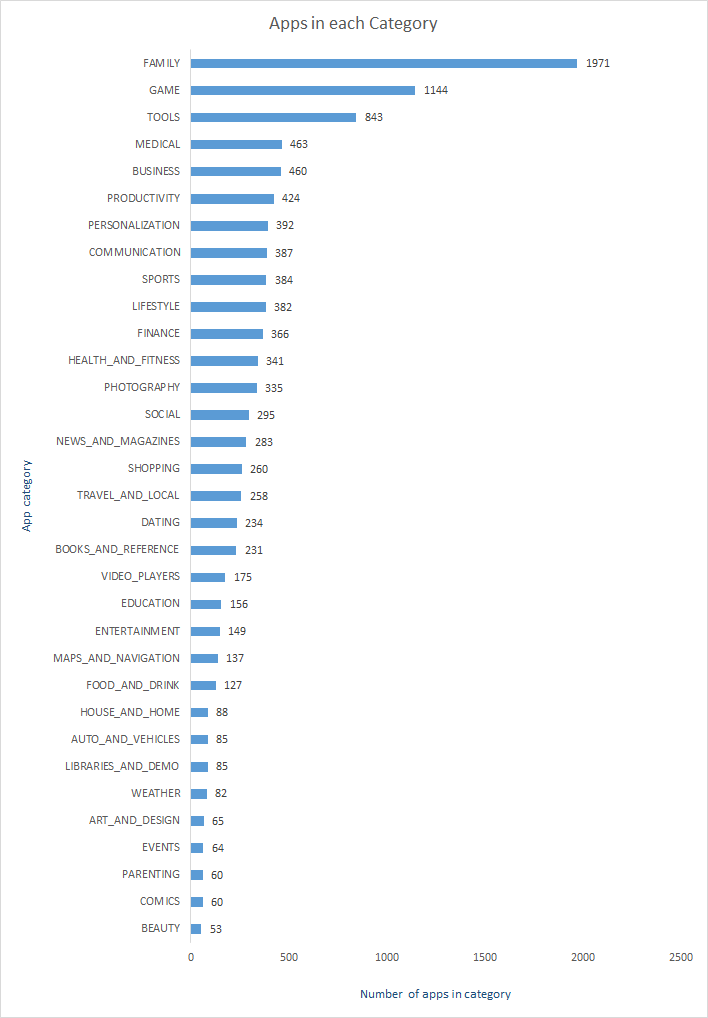 Apps in each Category
FAMILY 1971
GAME 1144
TOOLS 843
MEDICAL 463
BUSINESS 460
PRODUCTIVITY 424
PERSONALIZATION 392
COMMUNICATION 387
SPORTS 384
LIFESTYLE 382
FINANCE 366
HEALTH_AND_FITNESS 341
PHOTOGRAPHY 335
SOCIAL 295
NEWS_AND_MAGAZINES 283
SHOPPING 260
TRAVEL_AND_LOCAL 258
DATING 234
BOOKS_AND_REFERENCE 231
VIDEO_PLAYERS 175
EDUCATION 156
ENTERTAINMENT 149
MAPS_AND_NAVIGATION 137
FOOD_AND_DRINK 127
HOUSE_AND_HOME 88
AUTO_AND_VEHICLES 85
LIBRARIES_AND_DEMO 85
WEATHER 82
ART_AND_DESIGN 65
EVENTS 64
PARENTING 60
COMICS 60
BEAUTY 53
0 500 1000 1500 2000 2500
Number of apps in category
App category